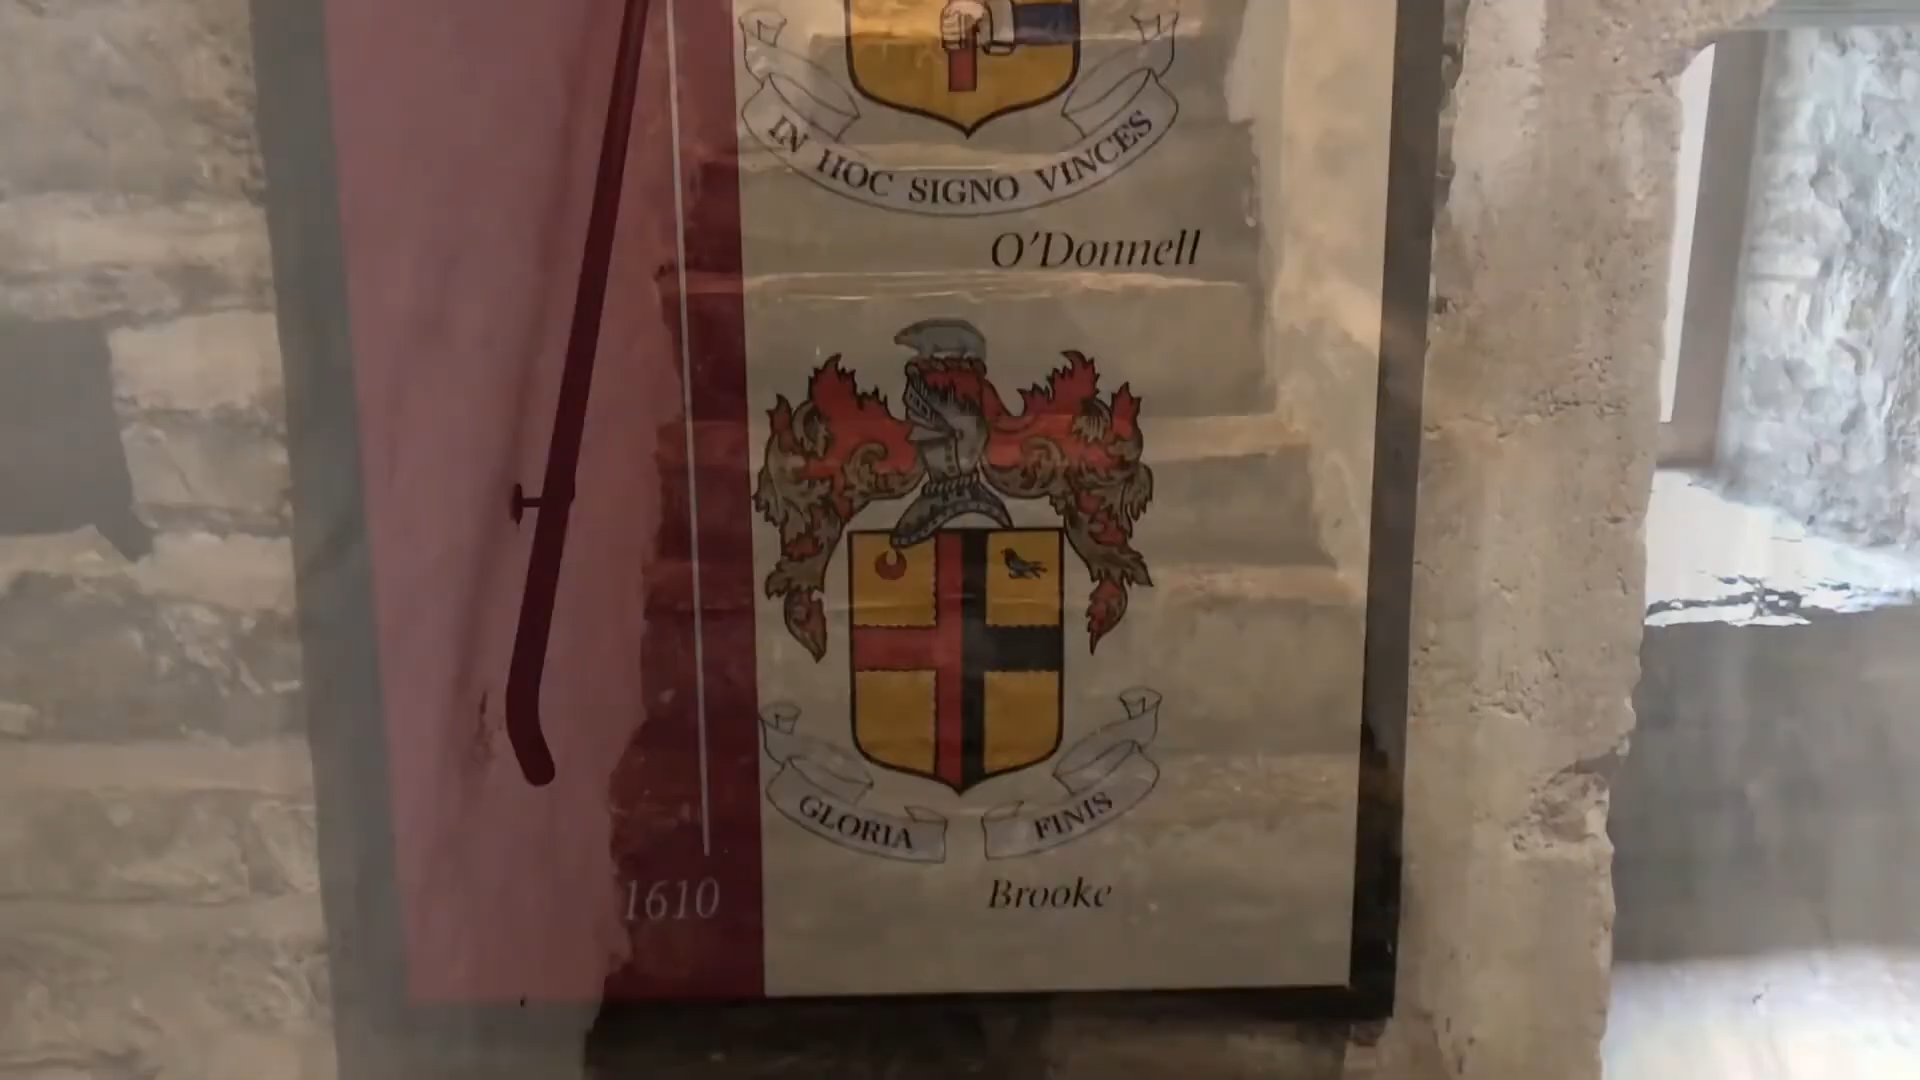 IN HOC SIGNO VINCES
O'Donnell
GLORIA FINIS
1610
Brooke